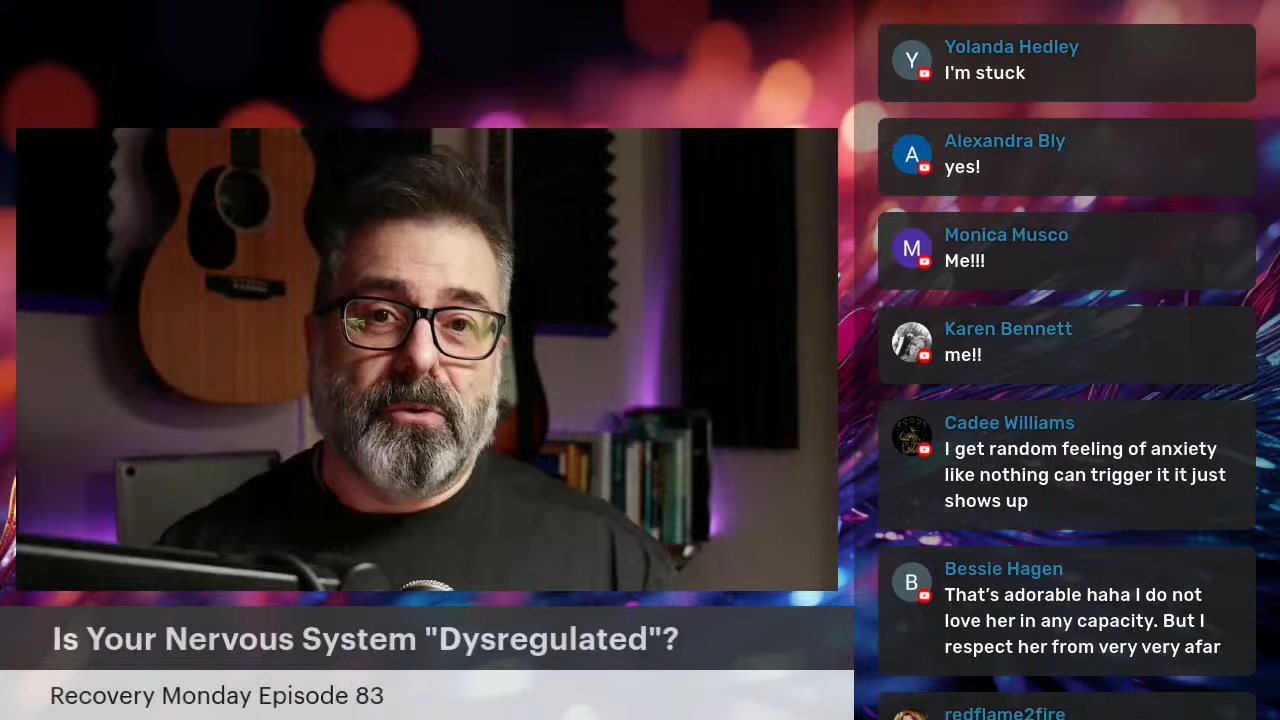 Is Your Nervous System "Dysregulated"?
Recovery Monday Episode 83
Y
Yolanda Hedley
I'm stuck
A
Alexandra Bly
yes!
M
Monica Musco
Me!!!
Karen Bennett
me!!
Cadee Williams
I get random feeling of anxiety
like nothing can trigger it it just
shows up
B
Bessie Hagen
That’s adorable haha I do not
love her in any capacity. But I
respect her from very very afar
redflame2fire